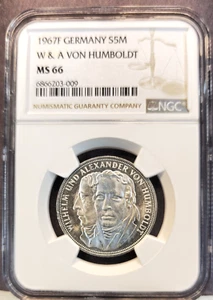 1967F GERMANY S5M
W & A VON HUMBOLDT
MS 66
6866203-009
NUMISMATIC GUARANTY COMPANY
NGC
WILHELM UND ALEXANDER VON HUMBOLDT